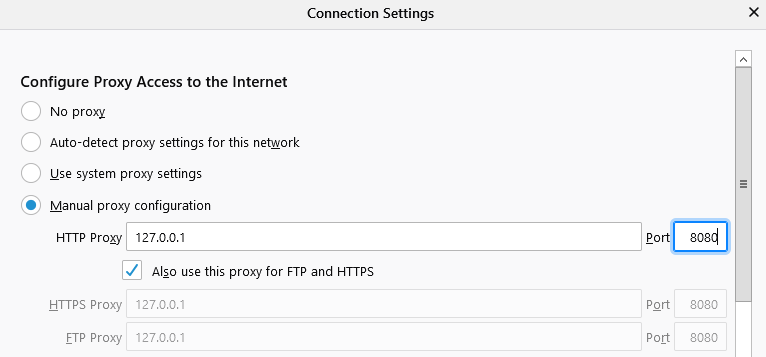 Connection Settings
Configure Proxy Access to the Internet
No proxy
Auto-detect proxy settings for this network
Use system proxy settings
Manual proxy configuration
HTTP Proxy 127.0.0.1 Port 8080
Also use this proxy for FTP and HTTPS
HTTPS Proxy 127.0.0.1 Port 8080
FTP Proxy 127.0.0.1 Port 8080